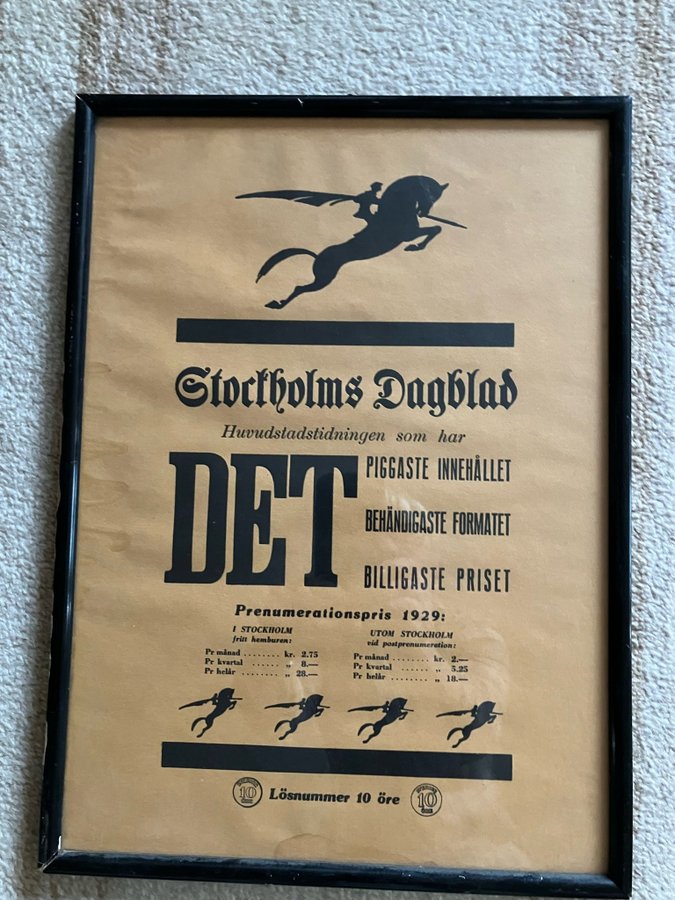 Stockholms Dagblad
Huvudstadstidningen som har
DET
PIGGASTE INNEHÅLLET
BEHÄNDIGASTE FORMATET
BILLIGASTE PRISET
Prenumerationspris 1929:
I STOCKHOLM
fritt hemburen:
Pr månad ........ kr. 2.75
Pr kvartal ...... „ 8.—
Pr helår ........ „ 28.—
UTOM STOCKHOLM
vid postprenumeration:
Pr månad ........ kr. 2.—
Pr kvartal ...... „ 5.25
Pr helår ........ „ 18.—
10 ÖRE
Lösnummer 10 öre
10 ÖRE